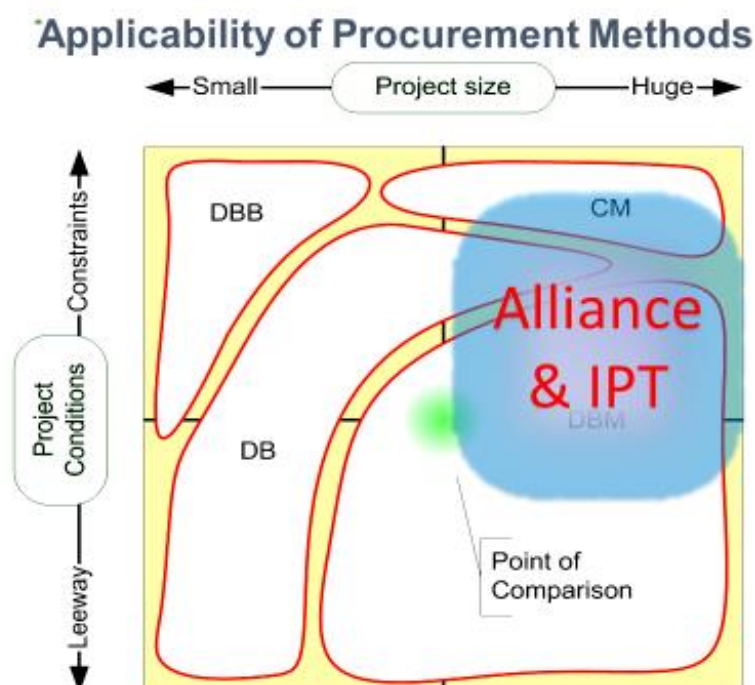 Applicability of Procurement Methods
Small
Project size
Huge
Constraints
Project
Conditions
Leeway
DBB
CM
Alliance
& IPT
DBM
DB
Point of
Comparison